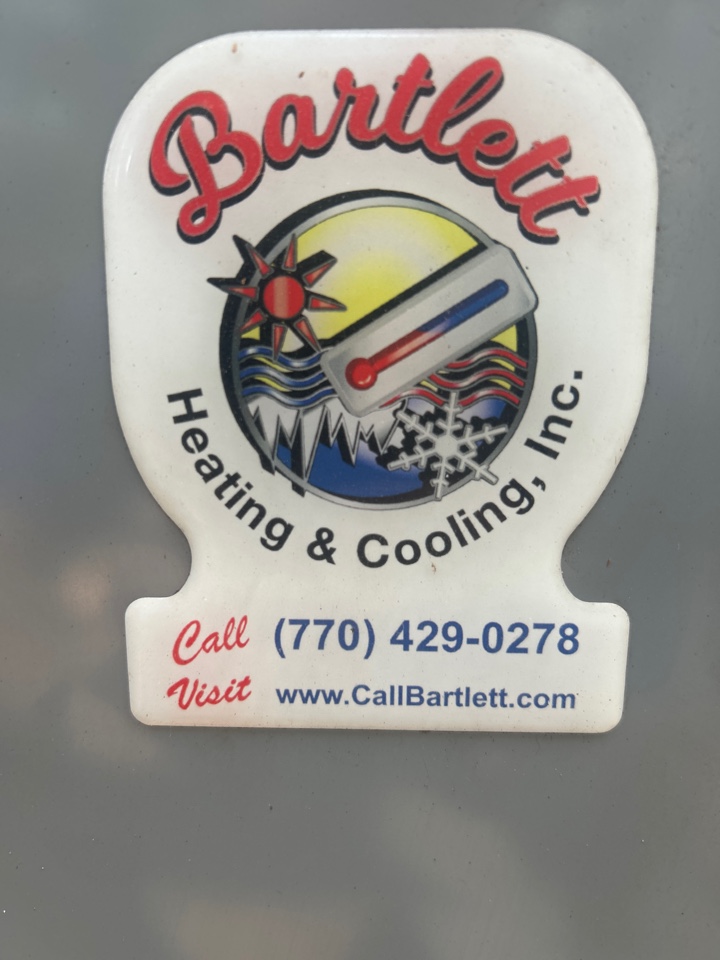 Bartlett
Heating & Cooling, Inc.
Call (770) 429-0278
Visit www.CallBartlett.com